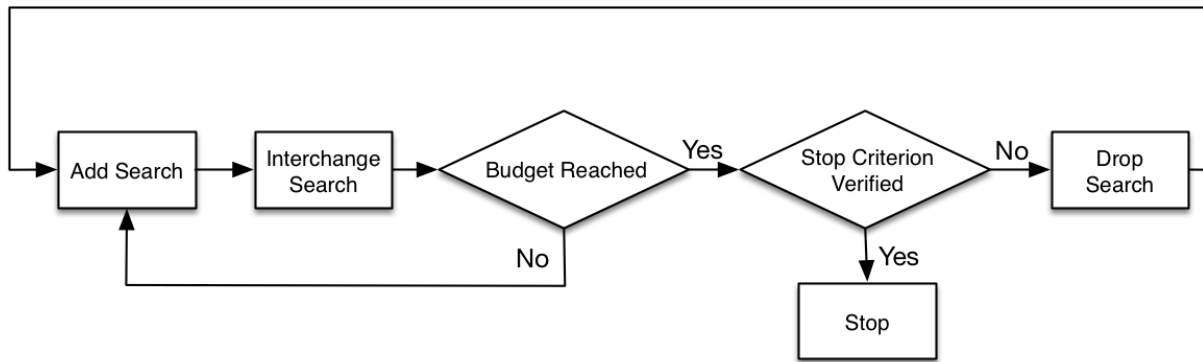 Add Search
Interchange
Search
Budget Reached
Yes
Stop Criterion
Verified
No
Drop
Search
No
Yes
Stop